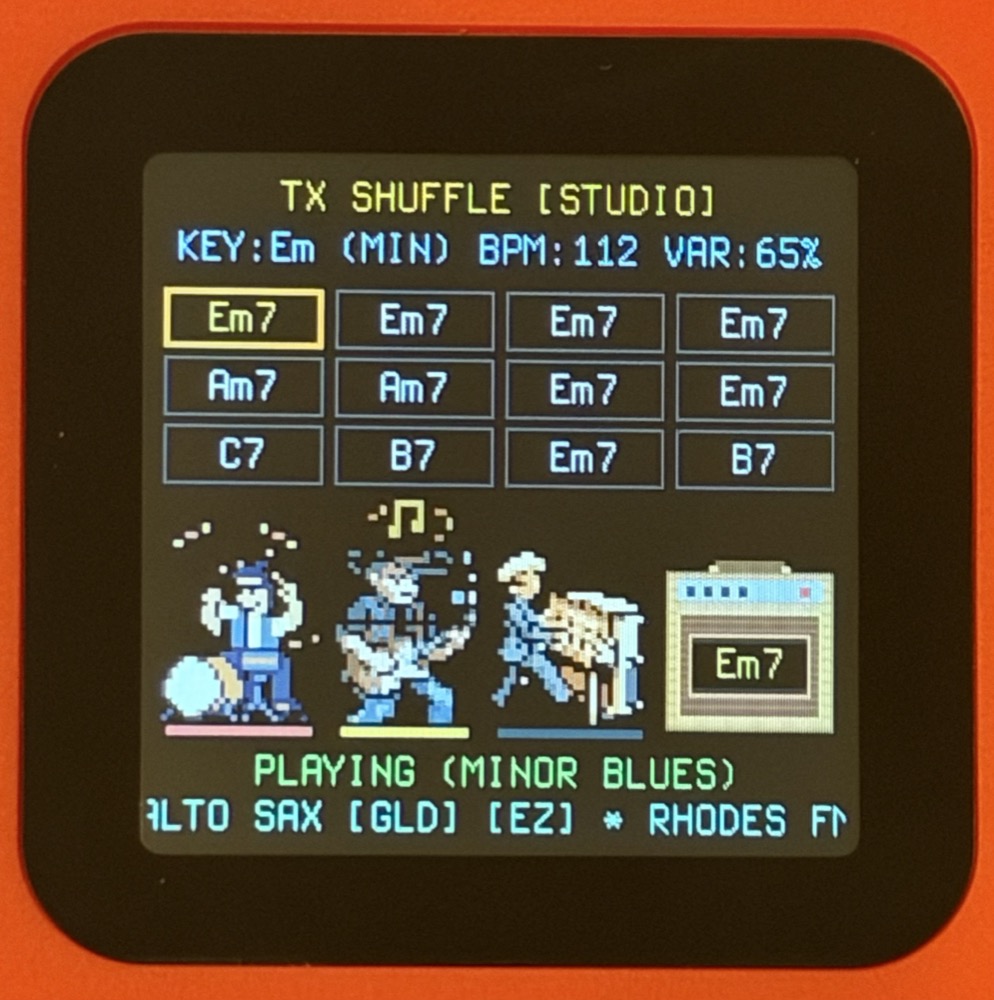 TX SHUFFLE [STUDIO]
KEY:Em (MIN) BPM:112 VAR:65%
Em7 Em7 Em7 Em7
Am7 Am7 Em7 Em7
C7 B7 Em7 B7
Em7
PLAYING (MINOR BLUES)
ALTO SAX [GLD] [EZ] * RHODES